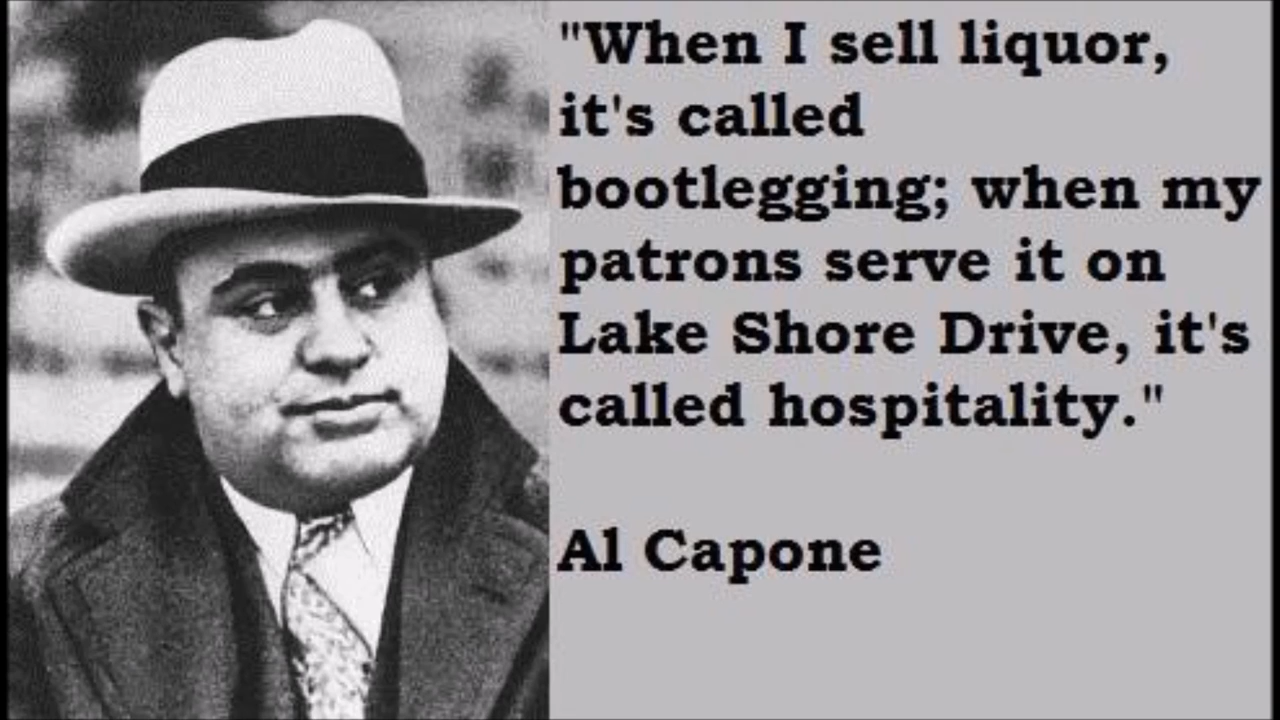 "When I sell liquor,
it's called
bootlegging; when my
patrons serve it on
Lake Shore Drive, it's
called hospitality."
Al Capone